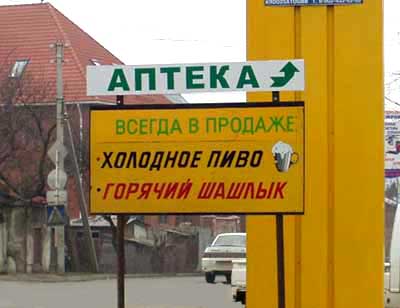 АПТЕКА
ВСЕГДА В ПРОДАЖЕ
• ХОЛОДНОЕ ПИВО
• ГОРЯЧИЙ ШАШЛЫК